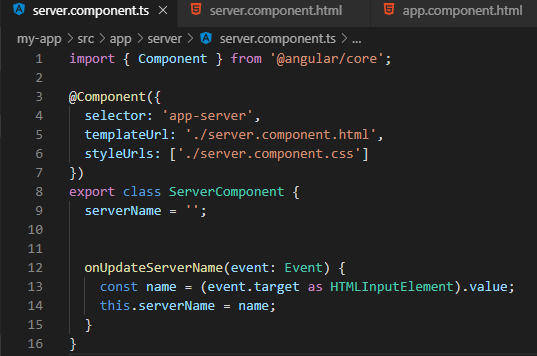 server.component.ts × server.component.html app.component.html
my-app > src > app > server > server.component.ts > ...
1 import { Component } from '@angular/core';
2
3 @Component({
4   selector: 'app-server',
5   templateUrl: './server.component.html',
6   styleUrls: ['./server.component.css']
7 })
8 export class ServerComponent {
9   serverName = '';
10
11
12   onUpdateServerName(event: Event) {
13     const name = (event.target as HTMLInputElement).value;
14     this.serverName = name;
15   }
16 }